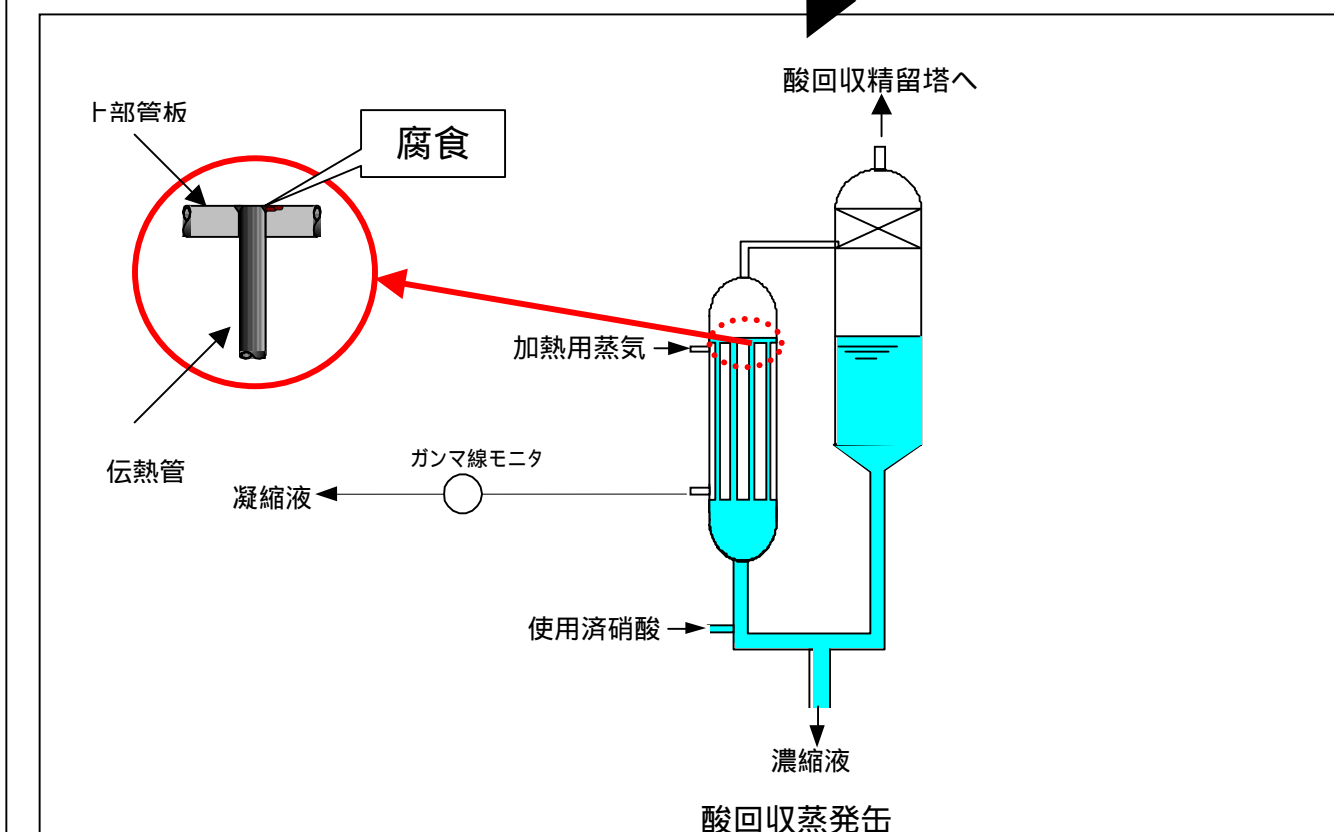 酸回収精留塔へ
上部管板
腐食
加熱用蒸気
ガンマ線モニタ
伝熱管
凝縮液
使用済硝酸
濃縮液
酸回収蒸発缶